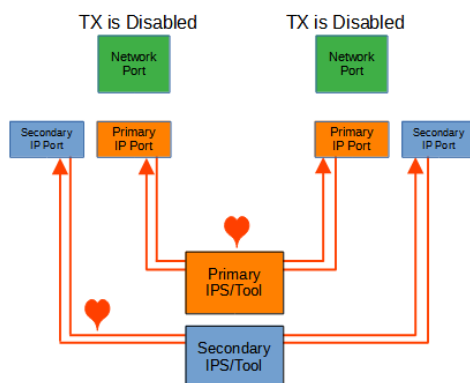 TX is Disabled
TX is Disabled
Network
Port
Network
Port
Secondary
IP Port
Primary
IP Port
Primary
IP Port
Secondary
IP Port
Primary
IPS/Tool
Secondary
IPS/Tool